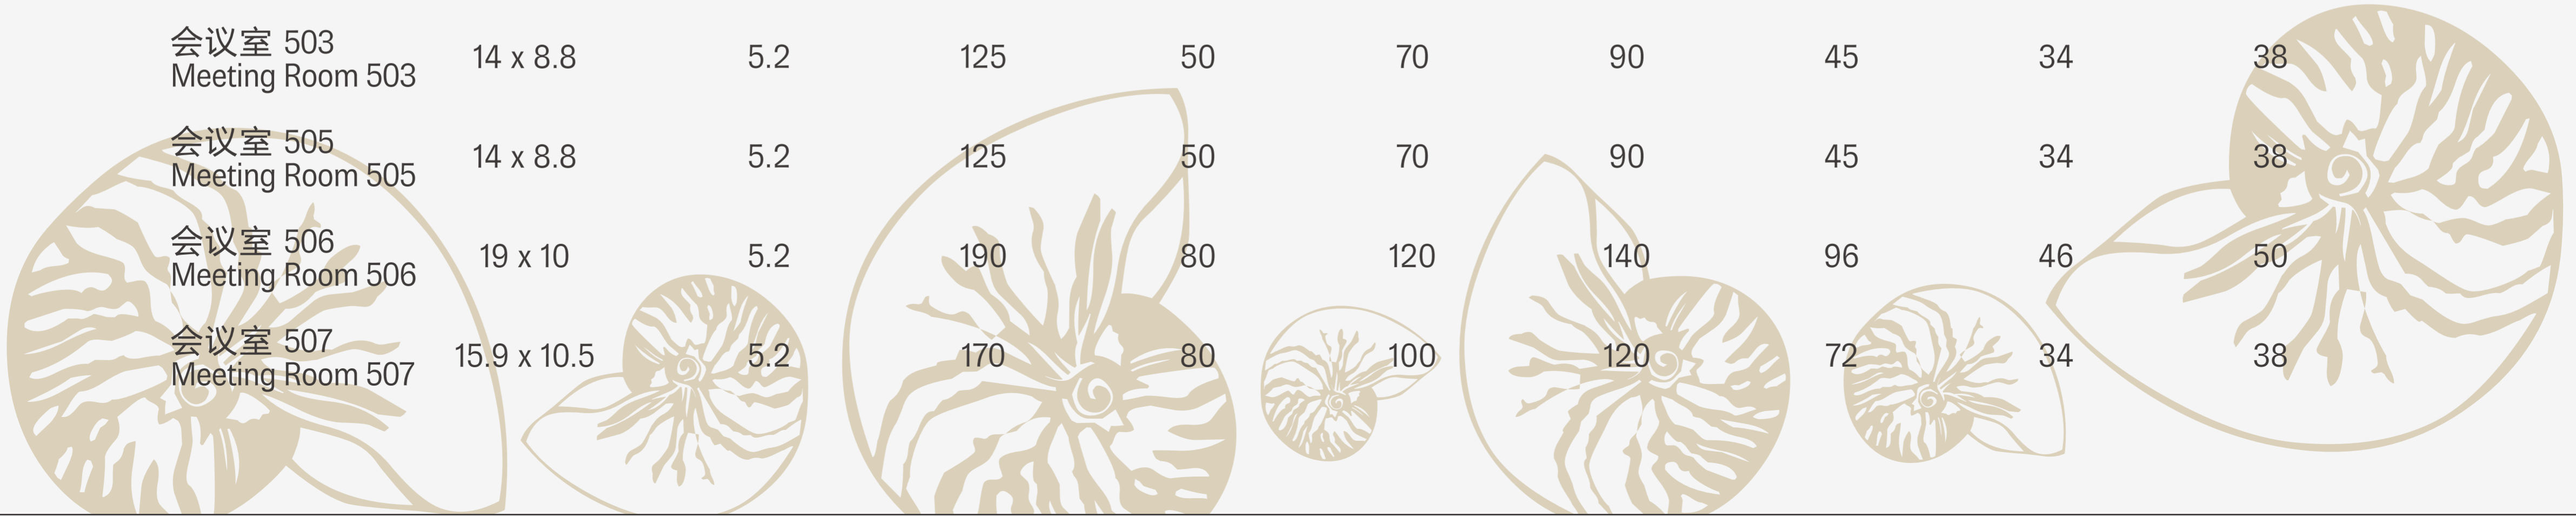 会议室 503
Meeting Room 503 14 x 8.8 5.2 125 50 70 90 45 34 38
会议室 505
Meeting Room 505 14 x 8.8 5.2 125 50 70 90 45 34 38
会议室 506
Meeting Room 506 19 x 10 5.2 190 80 120 140 96 46 50
会议室 507
Meeting Room 507 15.9 x 10.5 5.2 170 80 100 120 72 34 38